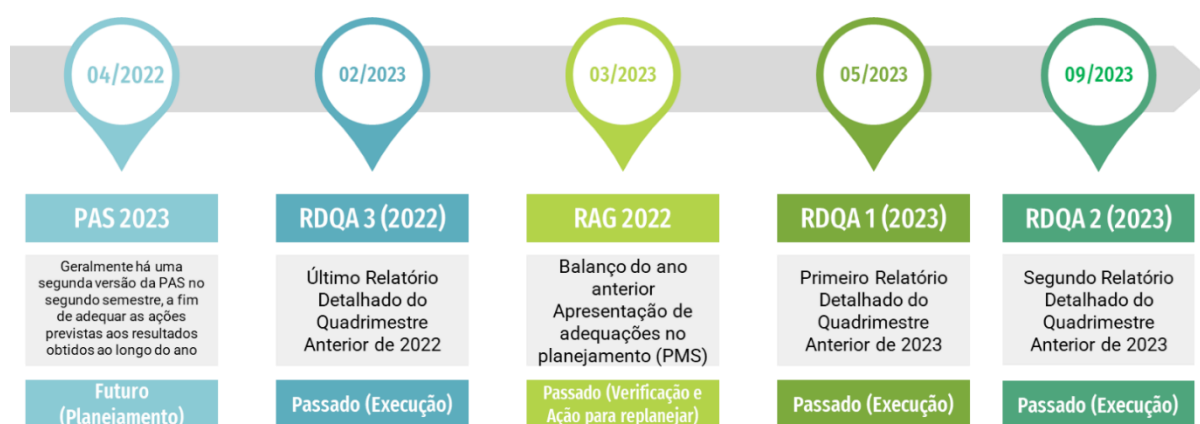 04/2022
02/2023
03/2023
05/2023
09/2023
PAS 2023
Geralmente há uma
segunda versão da PAS no
segundo semestre, a fim
de adequar as ações
previstas aos resultados
obtidos ao longo do ano
Futuro
(Planejamento)
RDQA 3 (2022)
Último Relatório
Detalhado do
Quadrimestre
Anterior de 2022
Passado (Execução)
RAG 2022
Balanço do ano
anterior
Apresentação de
adequações no
planejamento (PMS)
Passado (Verificação e
Ação para replanejar)
RDQA 1 (2023)
Primeiro Relatório
Detalhado do
Quadrimestre
Anterior de 2023
Passado (Execução)
RDQA 2 (2023)
Segundo Relatório
Detalhado do
Quadrimestre
Anterior de 2023
Passado (Execução)